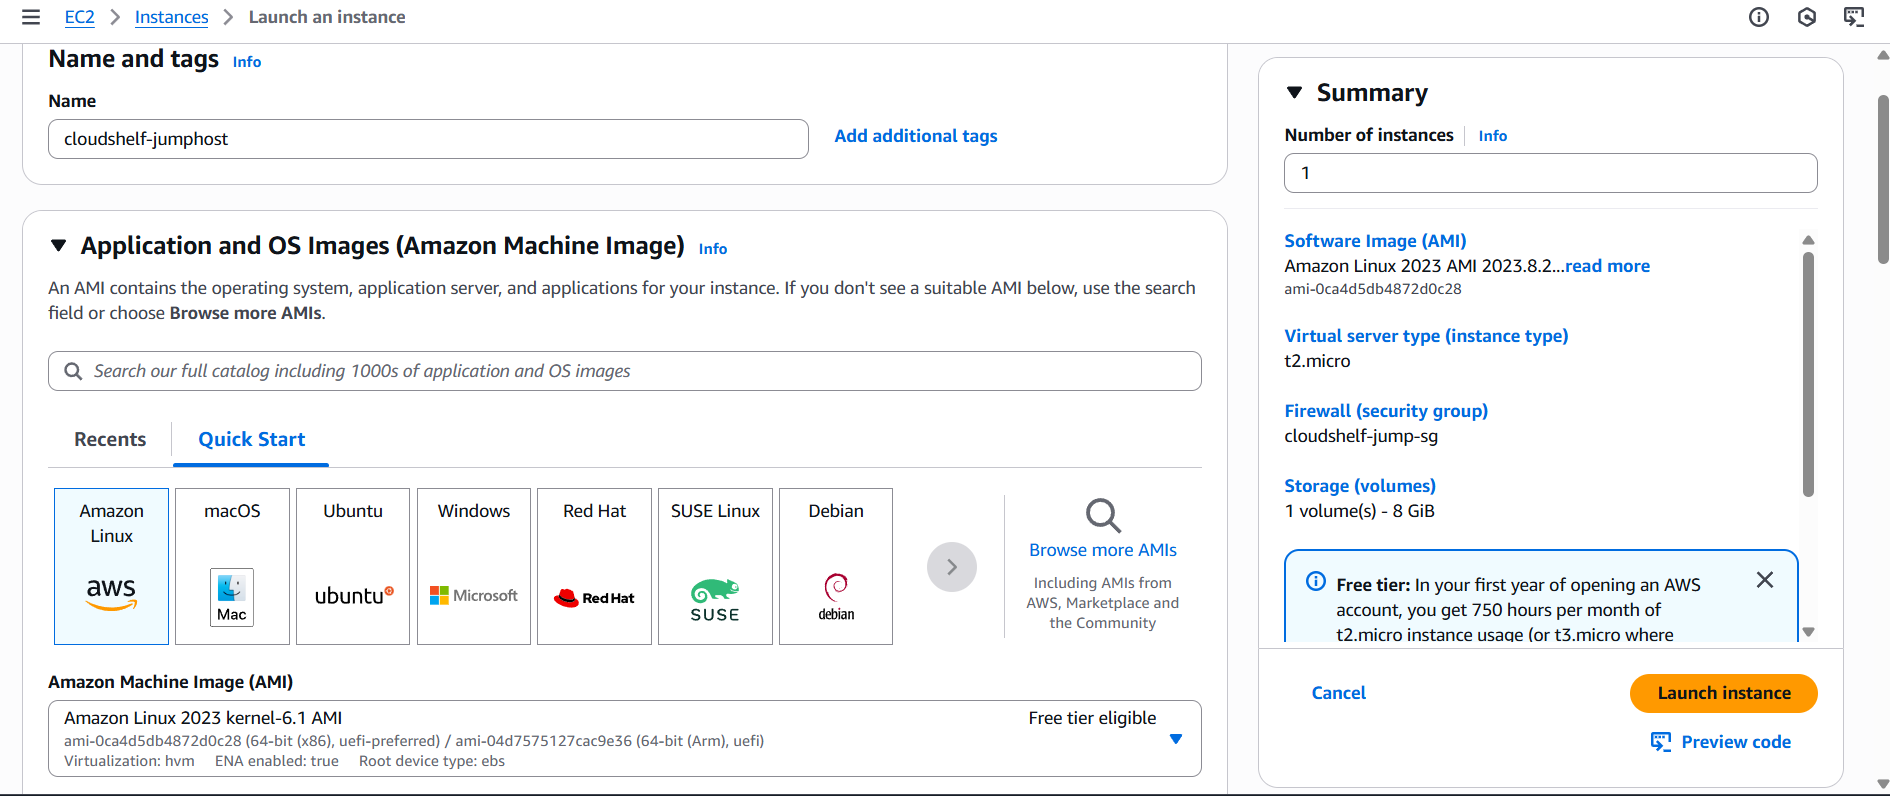 EC2 > Instances > Launch an instance
Name and tags Info
Name
cloudshelf-jumphost
Add additional tags
Application and OS Images (Amazon Machine Image) Info
An AMI contains the operating system, application server, and applications for your instance. If you don't see a suitable AMI below, use the search
field or choose Browse more AMIs.
Search our full catalog including 1000s of application and OS images
Recents
Quick Start
Amazon
Linux
aws
macOS
Mac
Ubuntu
ubuntu
Windows
Microsoft
Red Hat
Red Hat
SUSE Linux
SUSE
Debian
debian
Browse more AMIs
Including AMIs from
AWS, Marketplace and
the Community
Amazon Machine Image (AMI)
Amazon Linux 2023 kernel-6.1 AMI
Free tier eligible
ami-0ca4d5db4872d0c28 (64-bit (x86), uefi-preferred) / ami-04d7575127cac9e36 (64-bit (Arm), uefi)
Virtualization: hvm ENA enabled: true Root device type: ebs
Summary
Number of instances Info
1
Software Image (AMI)
Amazon Linux 2023 AMI 2023.8.2...read more
ami-0ca4d5db4872d0c28
Virtual server type (instance type)
t2.micro
Firewall (security group)
cloudshelf-jump-sg
Storage (volumes)
1 volume(s) - 8 GiB
Free tier: In your first year of opening an AWS
account, you get 750 hours per month of
t2.micro instance usage (or t3.micro where
Cancel
Launch instance
Preview code